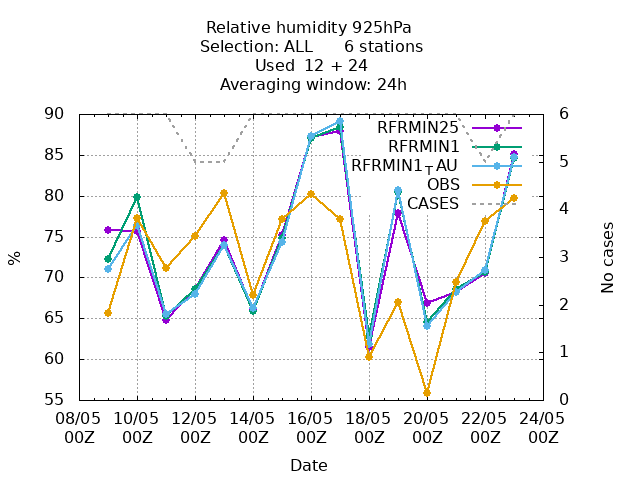 Relative humidity 925hPa
Selection: ALL 6 stations
Used 12 + 24
Averaging window: 24h
90
85
80
75
70
65
60
55
%
6
5
4
3
2
1
0
No cases
RFRMIN25
RFRMIN1
RFRMIN1_TAU
OBS
CASES
08/05 10/05 12/05 14/05 16/05 18/05 20/05 22/05 24/05
00Z 00Z 00Z 00Z 00Z 00Z 00Z 00Z 00Z
Date